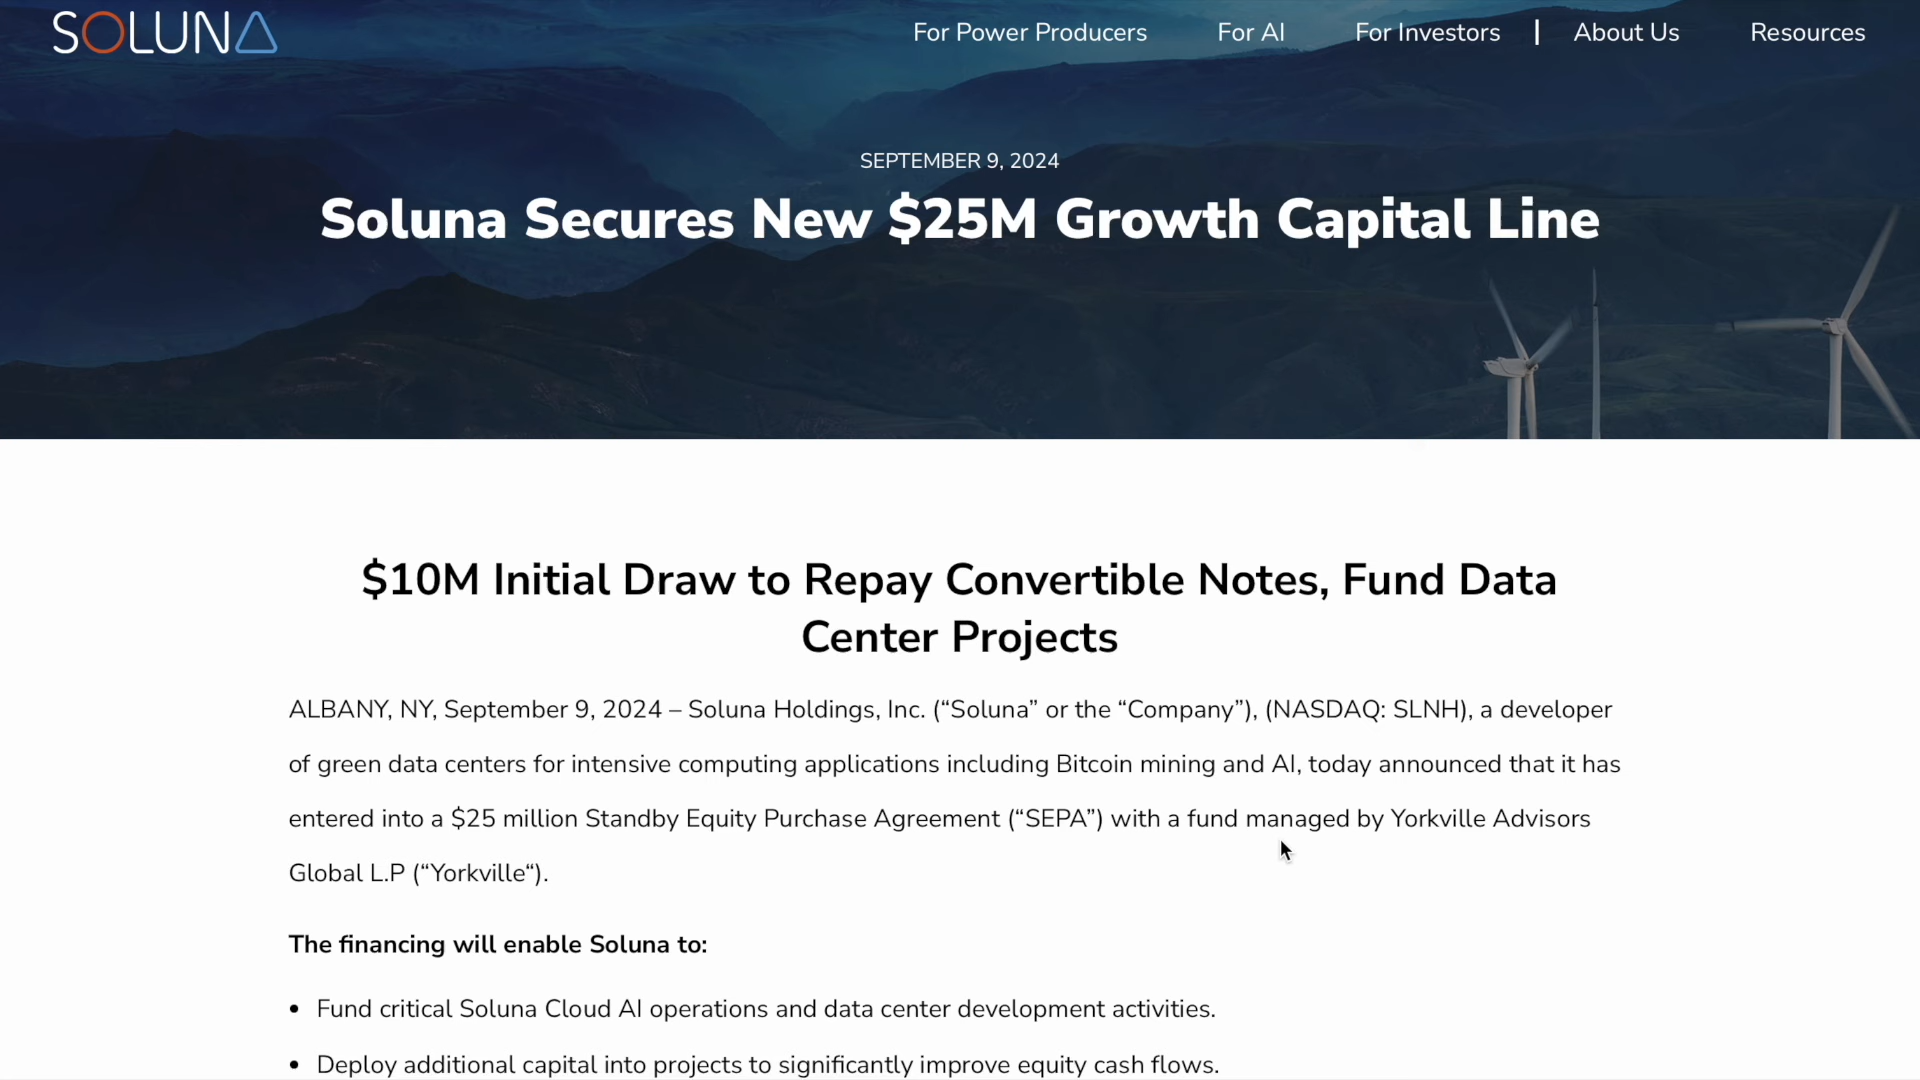 SOLUNA
For Power Producers For AI For Investors | About Us Resources
SEPTEMBER 9, 2024
Soluna Secures New $25M Growth Capital Line
$10M Initial Draw to Repay Convertible Notes, Fund Data
Center Projects
ALBANY, NY, September 9, 2024 – Soluna Holdings, Inc. (“Soluna” or the “Company”), (NASDAQ: SLNH), a developer
of green data centers for intensive computing applications including Bitcoin mining and AI, today announced that it has
entered into a $25 million Standby Equity Purchase Agreement (“SEPA”) with a fund managed by Yorkville Advisors
Global L.P (“Yorkville“).
The financing will enable Soluna to:
• Fund critical Soluna Cloud AI operations and data center development activities.
• Deploy additional capital into projects to significantly improve equity cash flows.